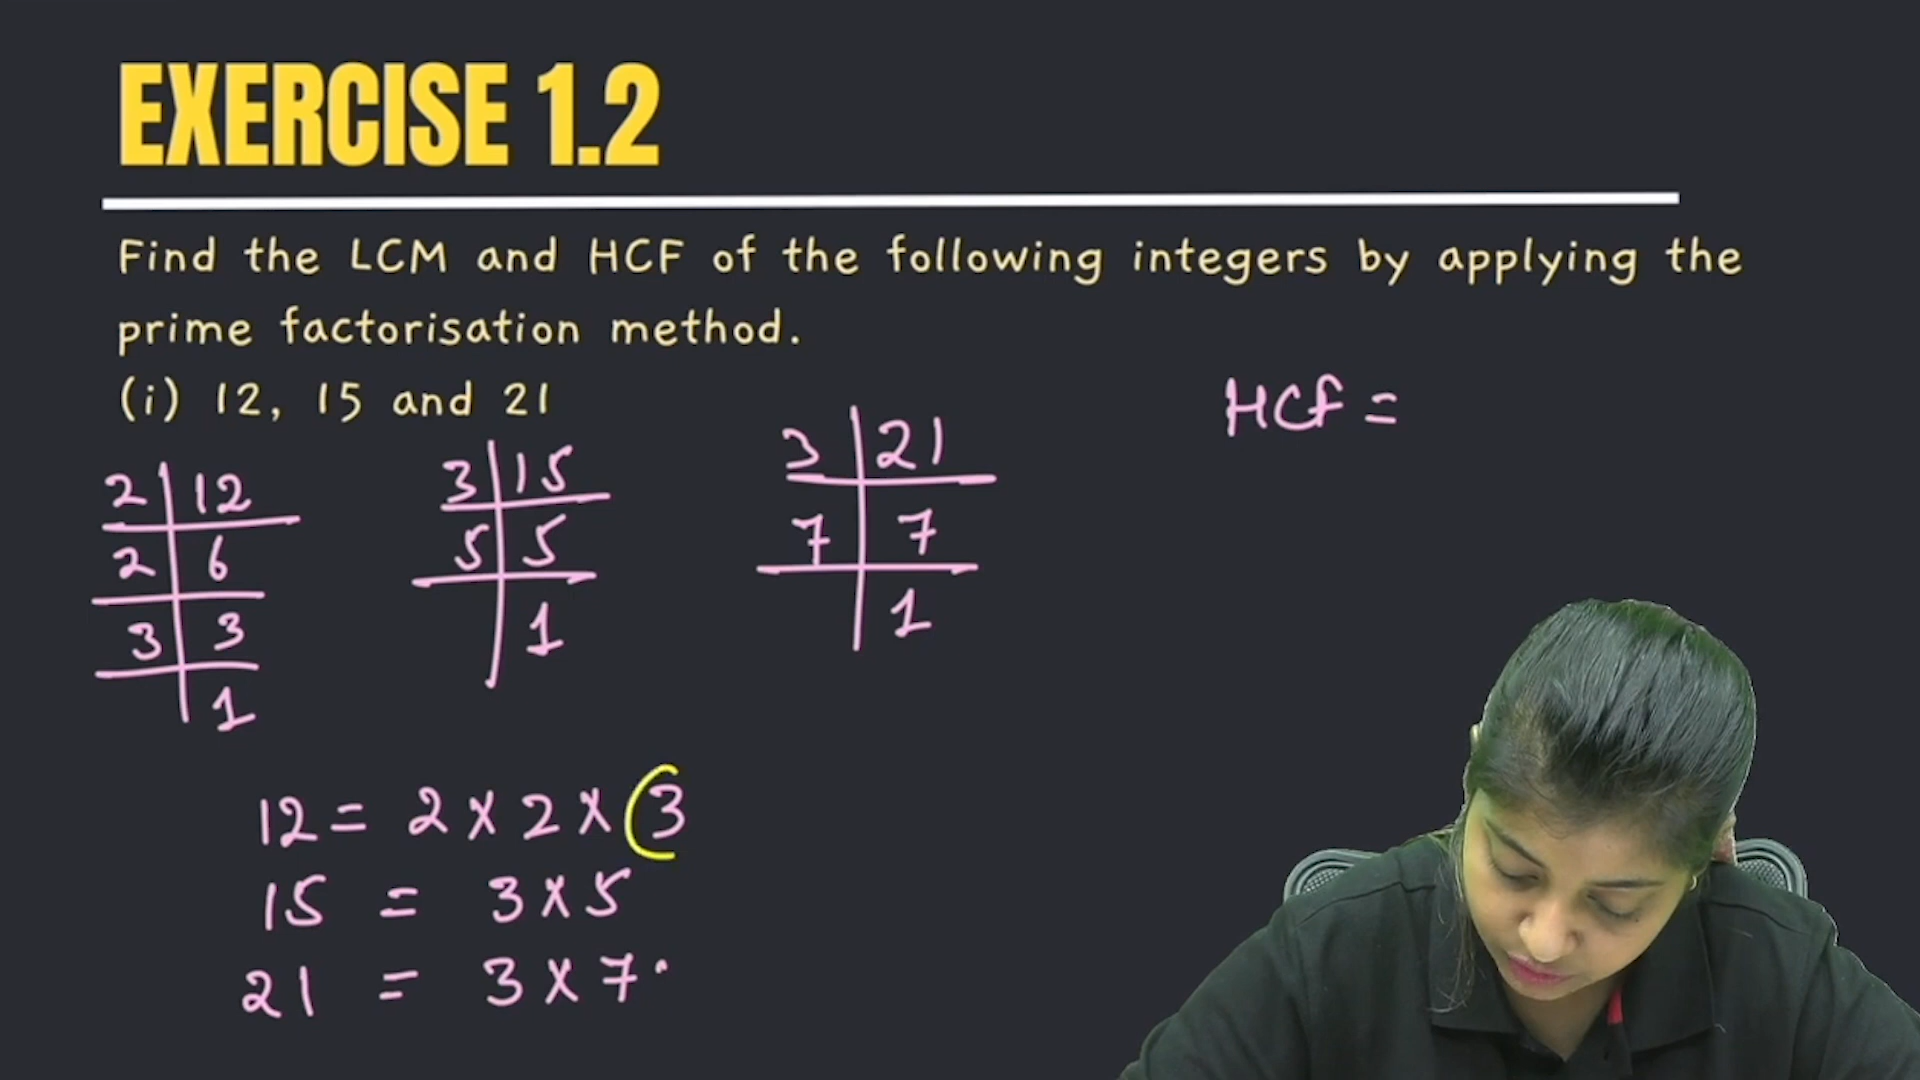 EXERCISE 1.2
Find the LCM and HCF of the following integers by applying the
prime factorisation method.
(i) 12, 15 and 21
HCF =
2 | 12
2 | 6
3 | 3
1
3 | 15
5 | 5
1
3 | 21
7 | 7
1
12 = 2 × 2 × (3
15 = 3 × 5
21 = 3 × 7.